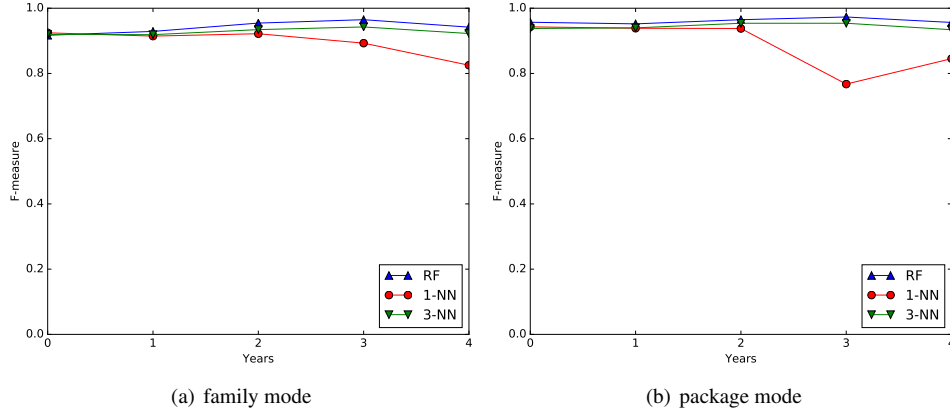 1.0
0.8
0.6
0.4
0.2
0.0
F-measure
0 1 2 3 4
Years
RF
1-NN
3-NN
(a) family mode
1.0
0.8
0.6
0.4
0.2
0.0
F-measure
0 1 2 3 4
Years
RF
1-NN
3-NN
(b) package mode